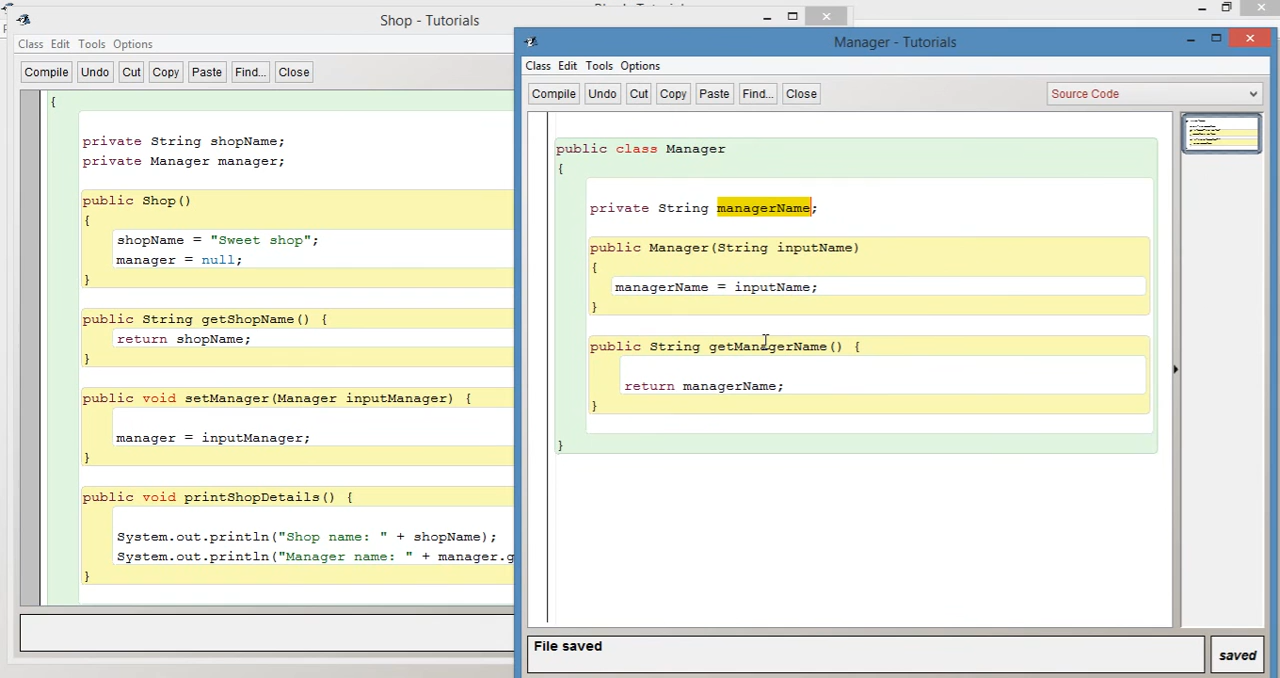 Shop - Tutorials
Class Edit Tools Options
Compile Undo Cut Copy Paste Find... Close
{
private String shopName;
private Manager manager;
public Shop()
{
shopName = "Sweet shop";
manager = null;
}
public String getShopName() {
return shopName;
}
public void setManager(Manager inputManager) {
manager = inputManager;
}
public void printShopDetails() {
System.out.println("Shop name: " + shopName);
System.out.println("Manager name: " + manager.g
}
Manager - Tutorials
Class Edit Tools Options
Compile Undo Cut Copy Paste Find... Close
Source Code
public class Manager
{
private String managerName;
public Manager(String inputName)
{
managerName = inputName;
}
public String getManagerName() {
return managerName;
}
}
File saved
saved